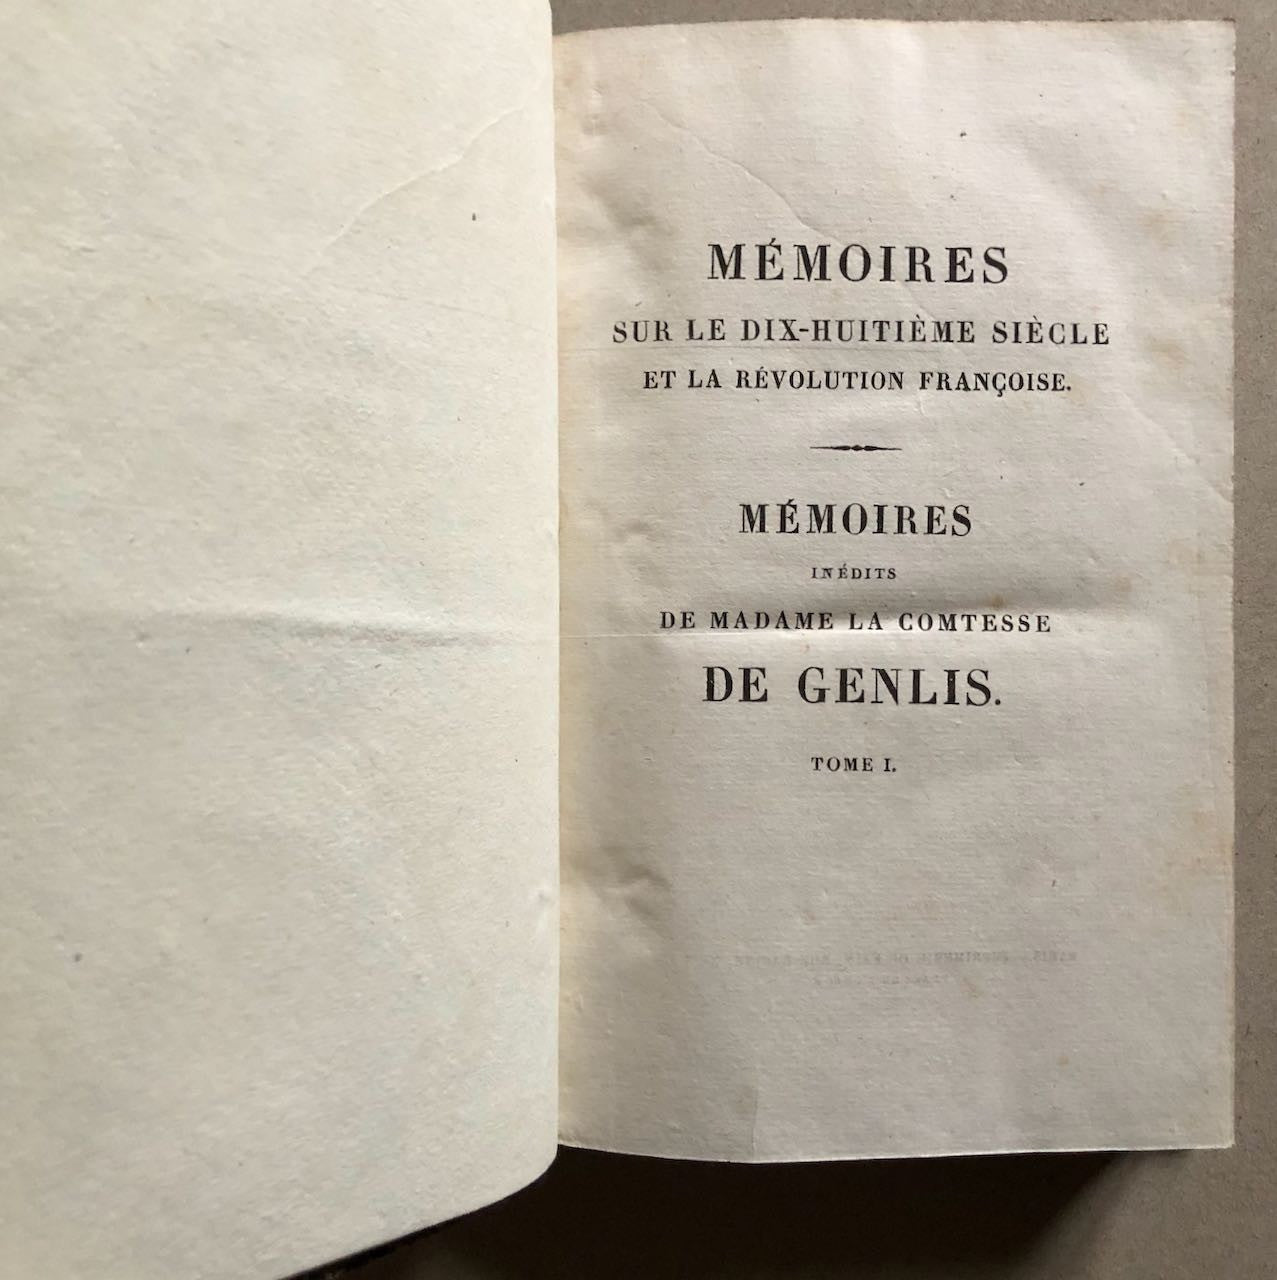 MÉMOIRES
SUR LE DIX-HUITIÈME SIÈCLE
ET LA RÉVOLUTION FRANÇOISE.
MÉMOIRES
INÉDITS
DE MADAME LA COMTESSE
DE GENLIS.
TOME I.